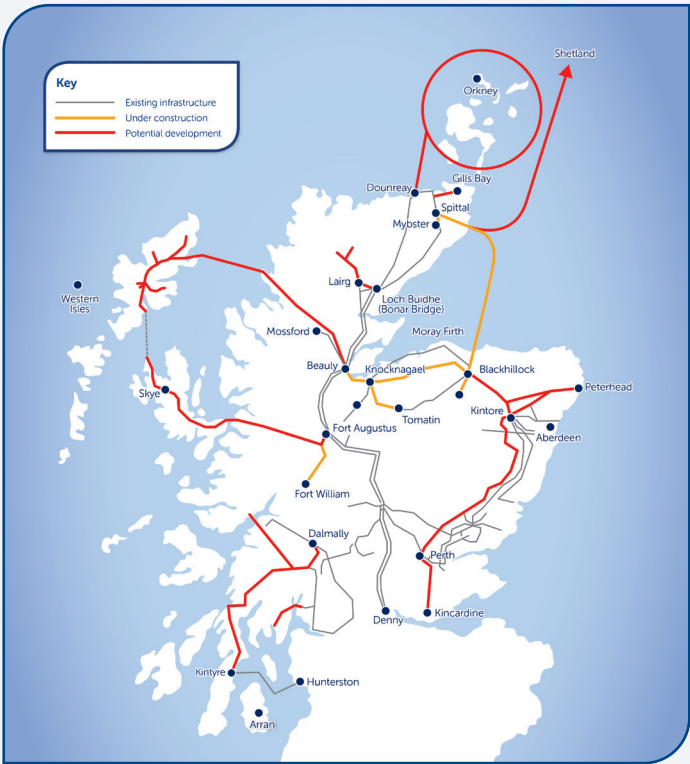 Key
Existing infrastructure
Under construction
Potential development
Shetland
Orkney
Dounreay
Gills Bay
Spittal
Mybster
Western
Isles
Lairg
Loch Buidhe
(Bonar Bridge)
Mossford
Moray Firth
Beauly
Knocknagael
Blackhillock
Skye
Peterhead
Kintore
Tomatin
Aberdeen
Fort Augustus
Fort William
Dalmally
Perth
Denny
Kincardine
Kintyre
Hunterston
Arran